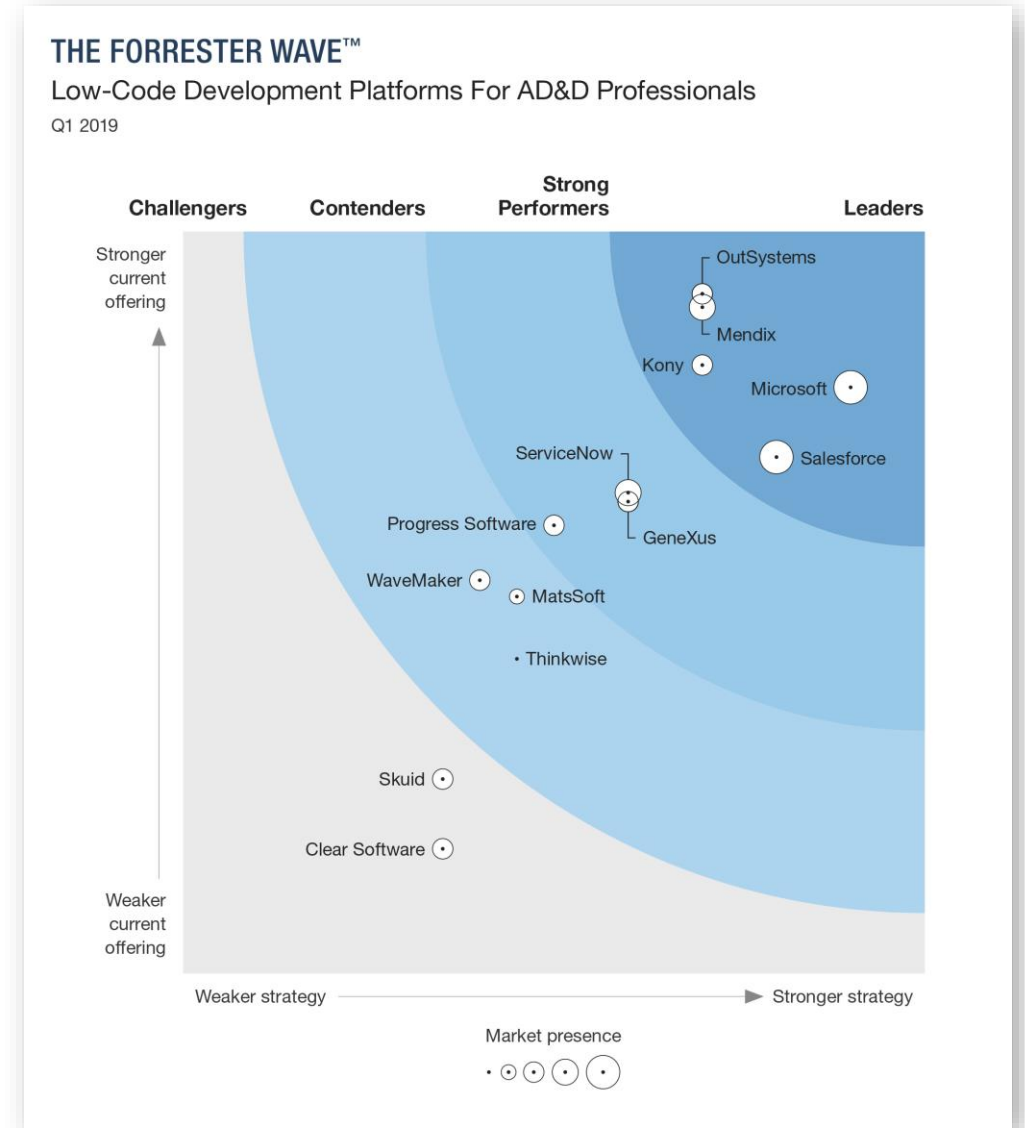 THE FORRESTER WAVE™
Low-Code Development Platforms For AD&D Professionals
Q1 2019
Challengers
Contenders
Strong
Performers
Leaders
Stronger
current
offering
OutSystems
Mendix
Kony
Microsoft
Salesforce
ServiceNow
GeneXus
Progress Software
WaveMaker
MatsSoft
Thinkwise
Skuid
Clear Software
Weaker
current
offering
Weaker strategy
Stronger strategy
Market presence